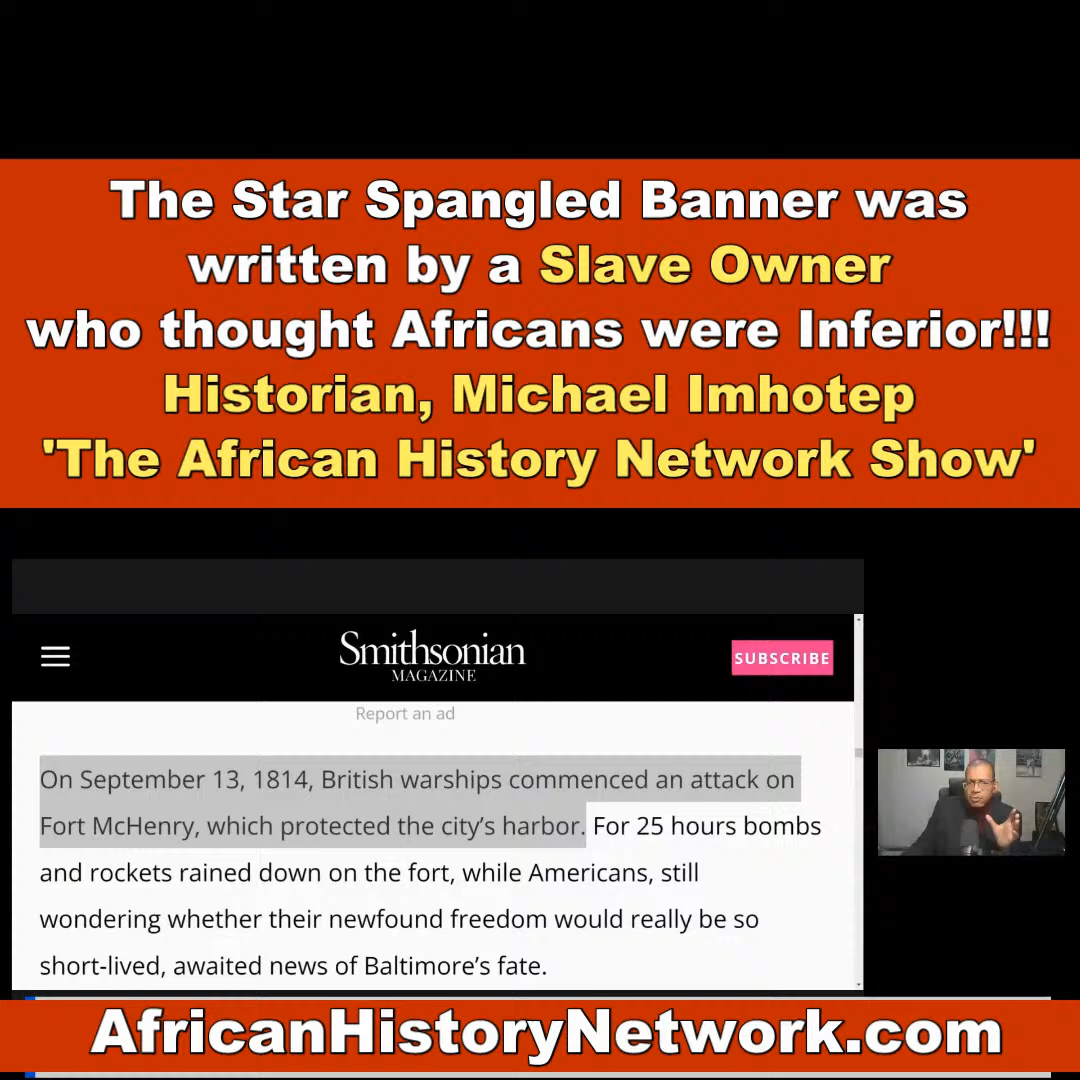 The Star Spangled Banner was
written by a Slave Owner
who thought Africans were Inferior!!!
Historian, Michael Imhotep
'The African History Network Show'
Smithsonian
MAGAZINE
SUBSCRIBE
Report an ad
On September 13, 1814, British warships commenced an attack on
Fort McHenry, which protected the city’s harbor. For 25 hours bombs
and rockets rained down on the fort, while Americans, still
wondering whether their newfound freedom would really be so
short-lived, awaited news of Baltimore’s fate.
AfricanHistoryNetwork.com